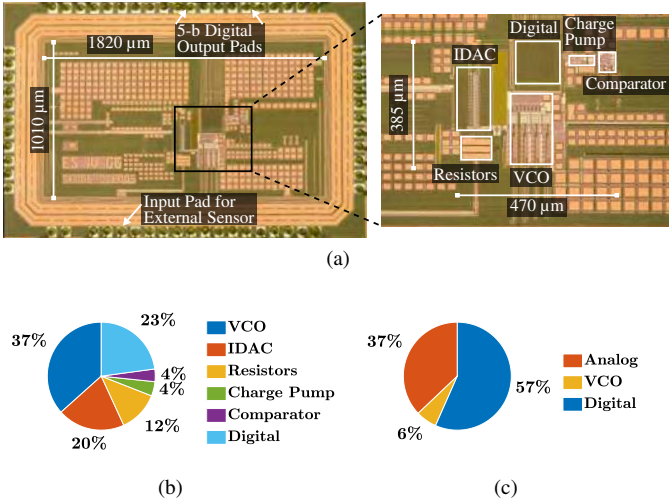 5-b Digital
Output Pads
1820 µm
1010 µm
Input Pad for
External Sensor
Digital
Charge
Pump
IDAC
Comparator
385 µm
Resistors
VCO
470 µm
(a)
23%
37%
4%
4%
12%
20%
VCO
IDAC
Resistors
Charge Pump
Comparator
Digital
(b)
37%
57%
6%
Analog
VCO
Digital
(c)